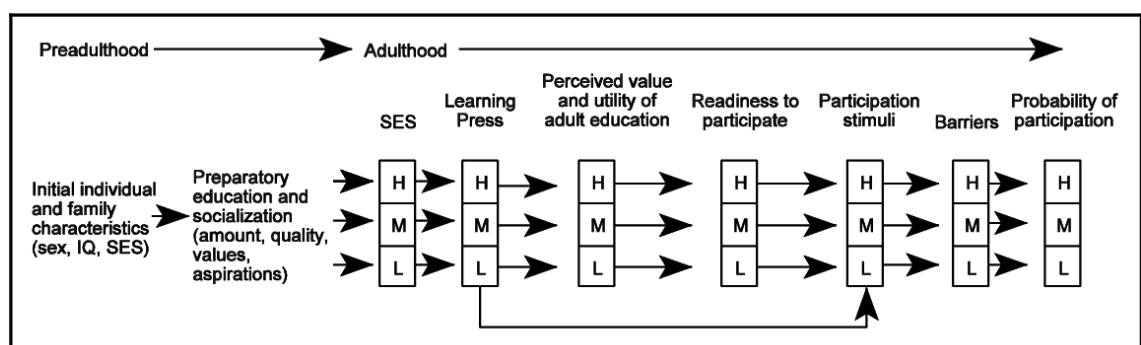 Preadulthood
Adulthood
Initial individual
and family
characteristics
(sex, IQ, SES)
Preparatory
education and
socialization
(amount, quality,
values,
aspirations)
SES
Learning
Press
Perceived value
and utility of
adult education
Readiness to
participate
Participation
stimuli
Barriers
Probability of
participation
H H H H H H H
M M M M M M M
L L L L L L L